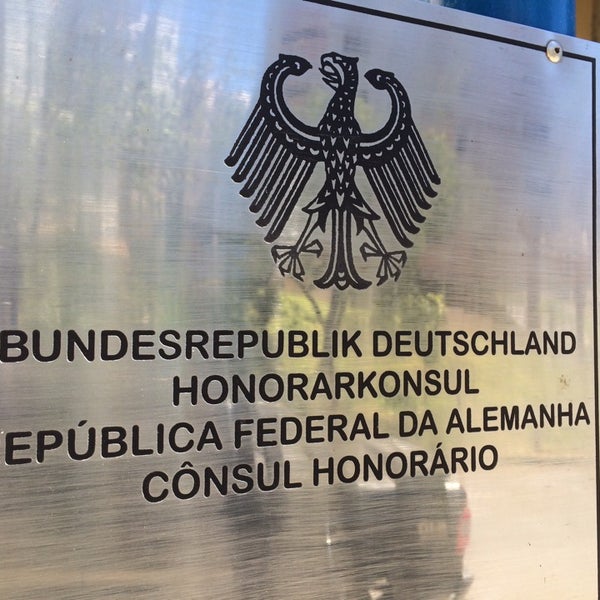 BUNDESREPUBLIK DEUTSCHLAND
HONORARKONSUL
EPÚBLICA FEDERAL DA ALEMANHA
CÔNSUL HONORÁRIO